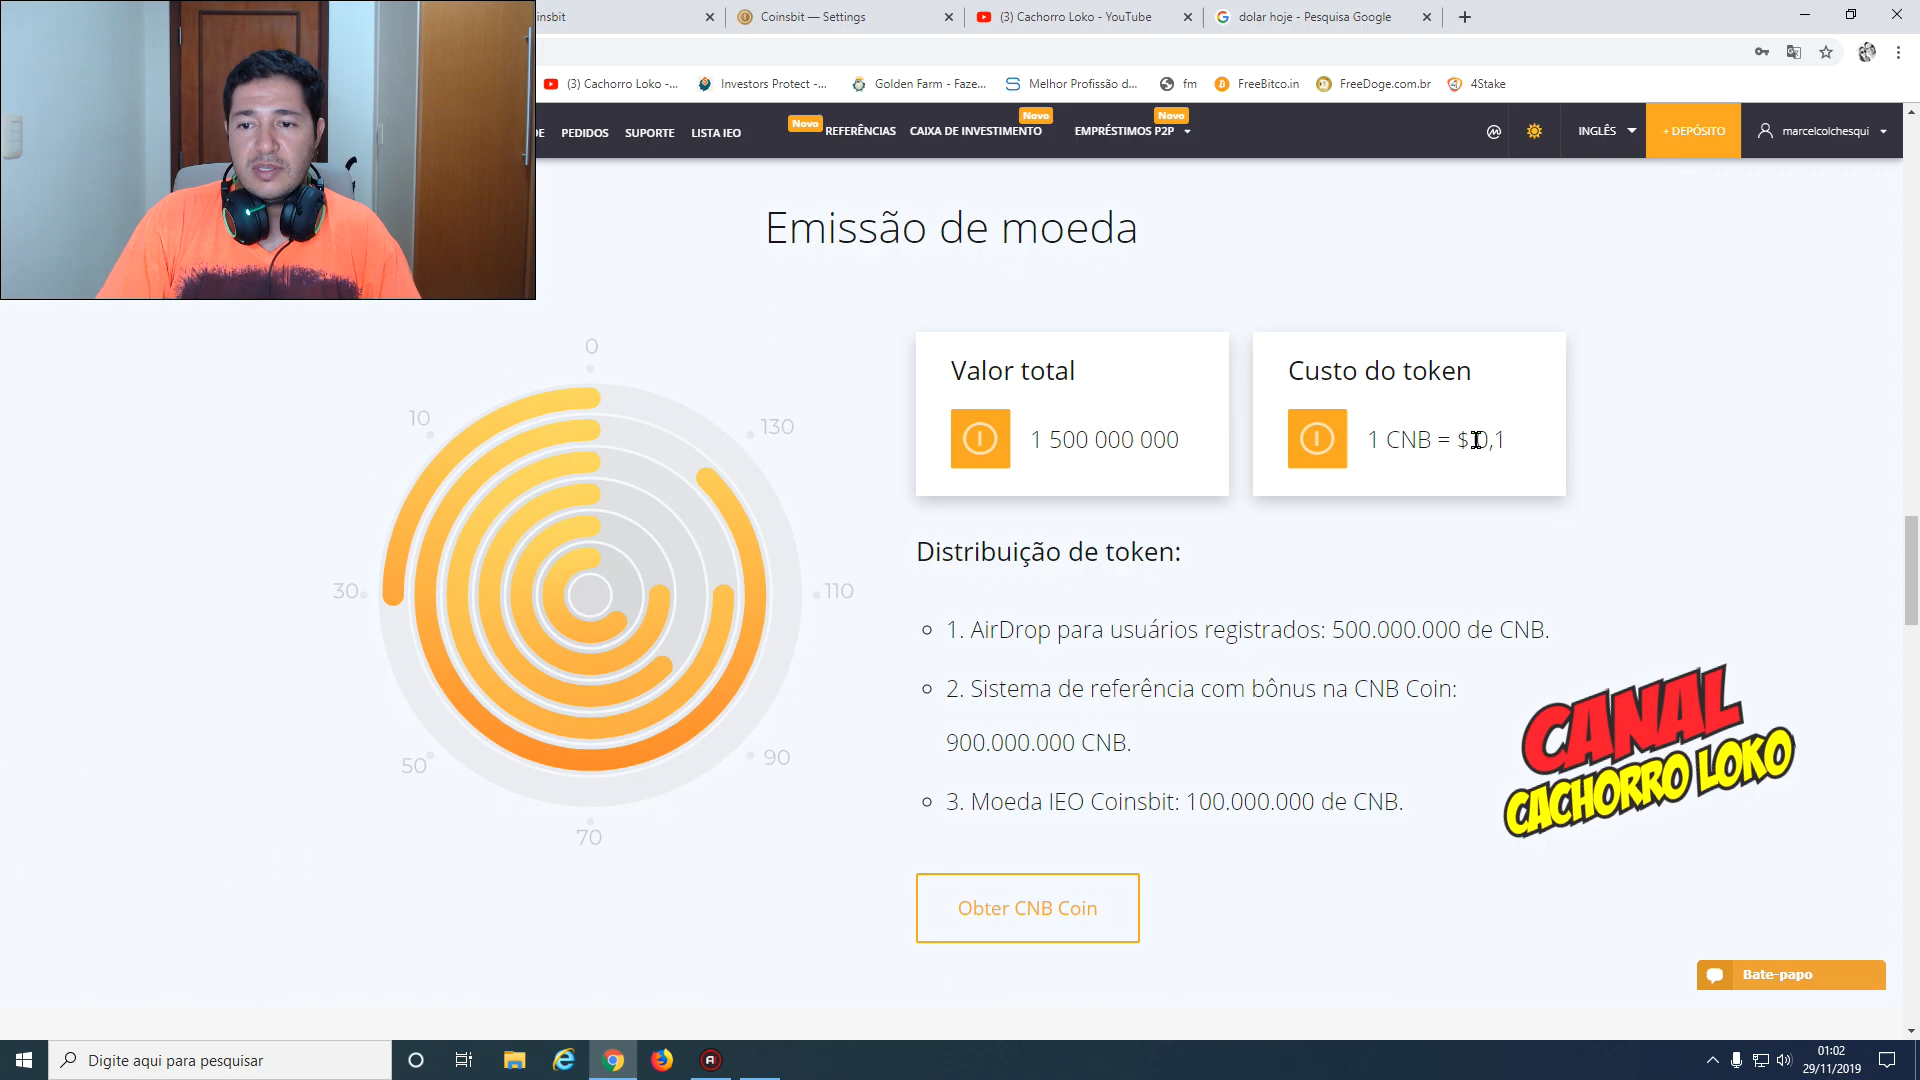 insbit
Coinsbit — Settings
(3) Cachorro Loko - YouTube
dolar hoje - Pesquisa Google
(3) Cachorro Loko -...
Investors Protect -...
Golden Farm - Faze...
Melhor Profissão d...
fm
FreeBitco.in
FreeDoge.com.br
4Stake
DE
PEDIDOS
SUPORTE
LISTA IEO
Novo
REFERÊNCIAS
Novo
CAIXA DE INVESTIMENTO
Novo
EMPRÉSTIMOS P2P
INGLÊS
+ DEPÓSITO
marcelcolchesqui
Emissão de moeda
0
10
130
30
110
50
90
70
Valor total
1 500 000 000
Custo do token
1 CNB = $ 0,1
Distribuição de token:
1. AirDrop para usuários registrados: 500.000.000 de CNB.
2. Sistema de referência com bônus na CNB Coin:
900.000.000 CNB.
3. Moeda IEO Coinsbit: 100.000.000 de CNB.
CANAL
CACHORRO LOKO
Obter CNB Coin
Bate-papo
Digite aqui para pesquisar
01:02
29/11/2019